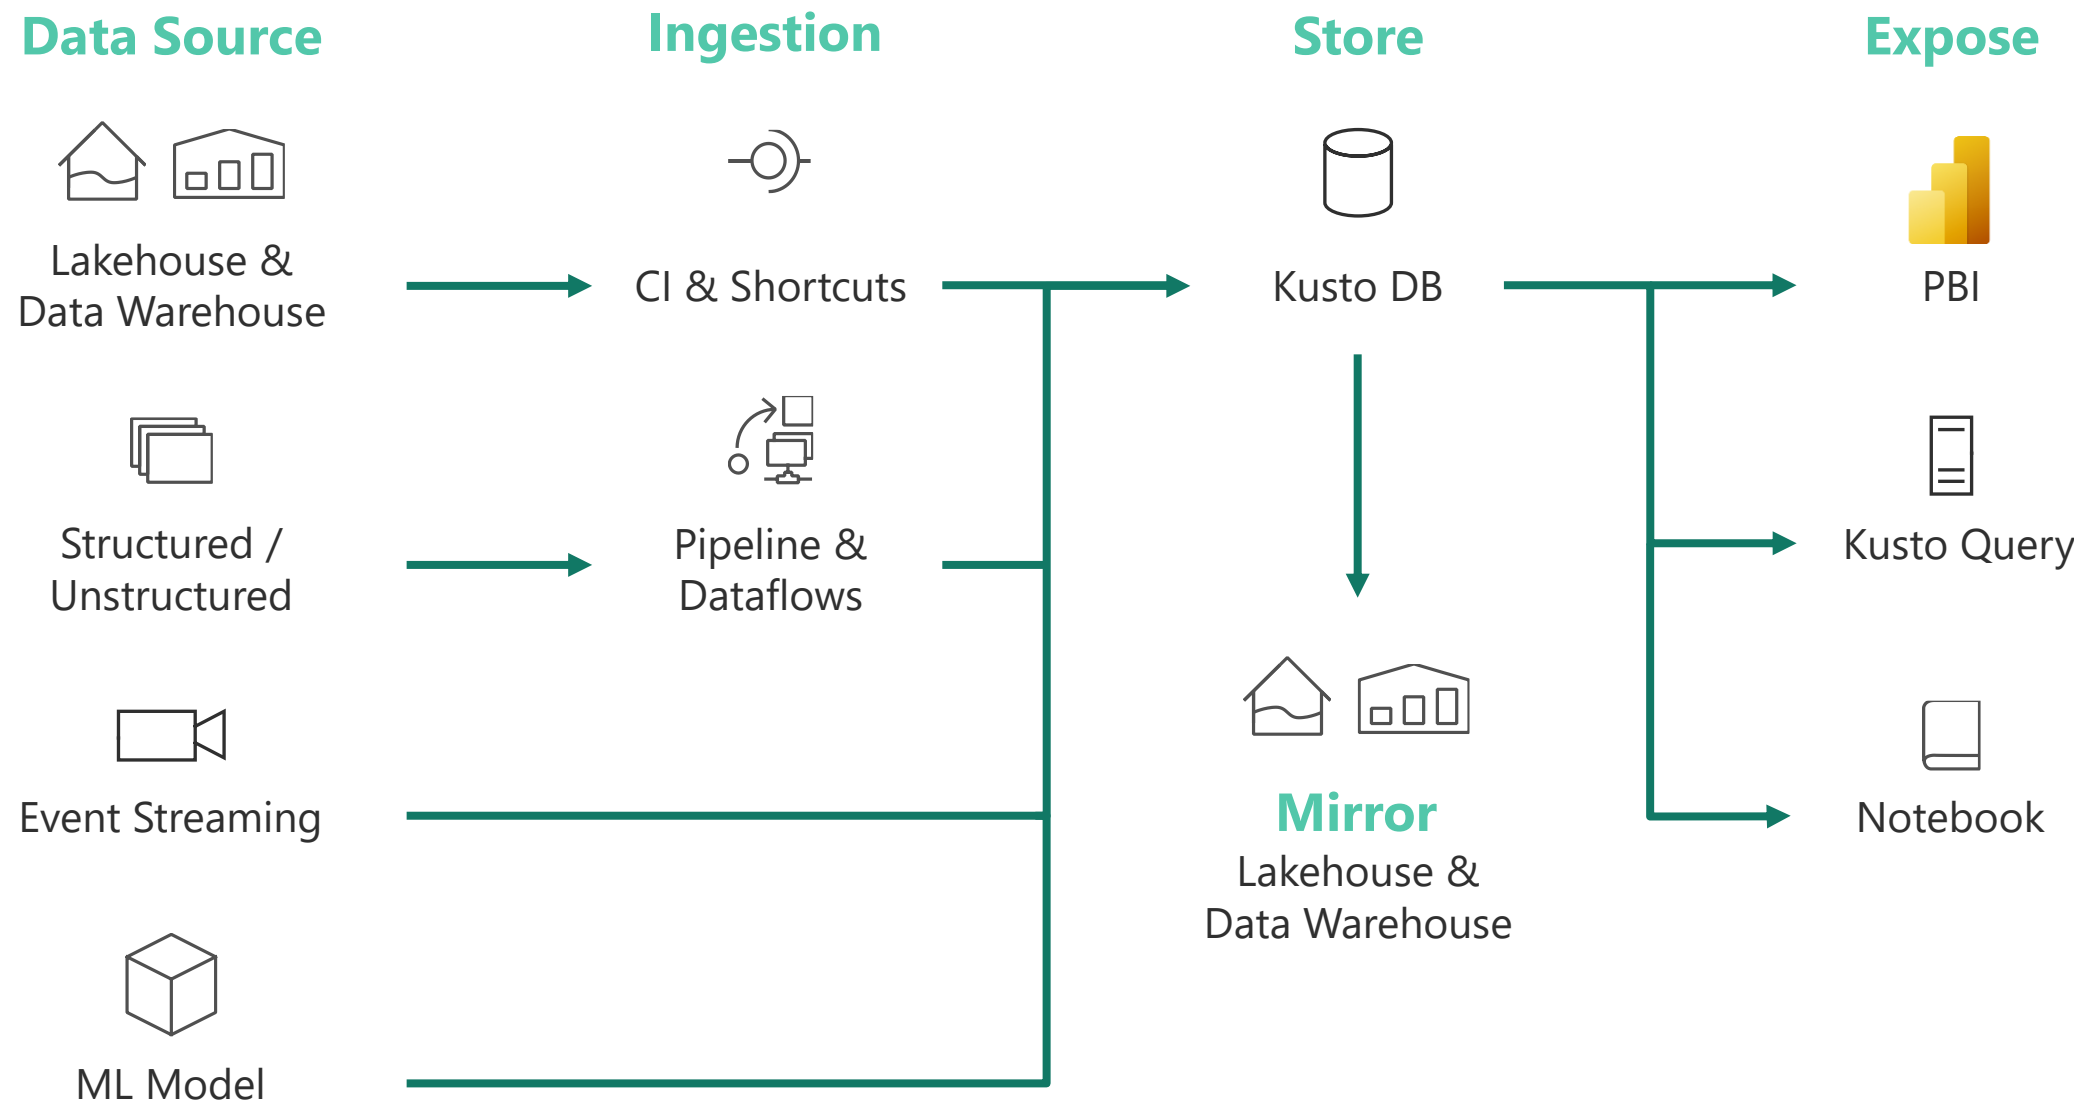 Data Source
Ingestion
Store
Expose
Lakehouse &
Data Warehouse
CI & Shortcuts
Kusto DB
PBI
Structured /
Unstructured
Pipeline &
Dataflows
Kusto Query
Event Streaming
Mirror
Lakehouse &
Data Warehouse
Notebook
ML Model